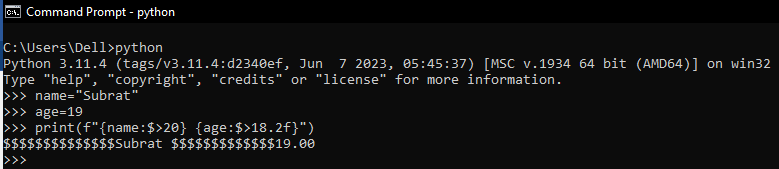 Command Prompt - python
C:\Users\Dell>python
Python 3.11.4 (tags/v3.11.4:d2340ef, Jun  7 2023, 05:45:37) [MSC v.1934 64 bit (AMD64)] on win32
Type "help", "copyright", "credits" or "license" for more information.
>>> name="Subrat"
>>> age=19
>>> print(f"{name:$>20} {age:$>18.2f}")
$$$$$$$$$$$$$$Subrat $$$$$$$$$$$$$19.00
>>>